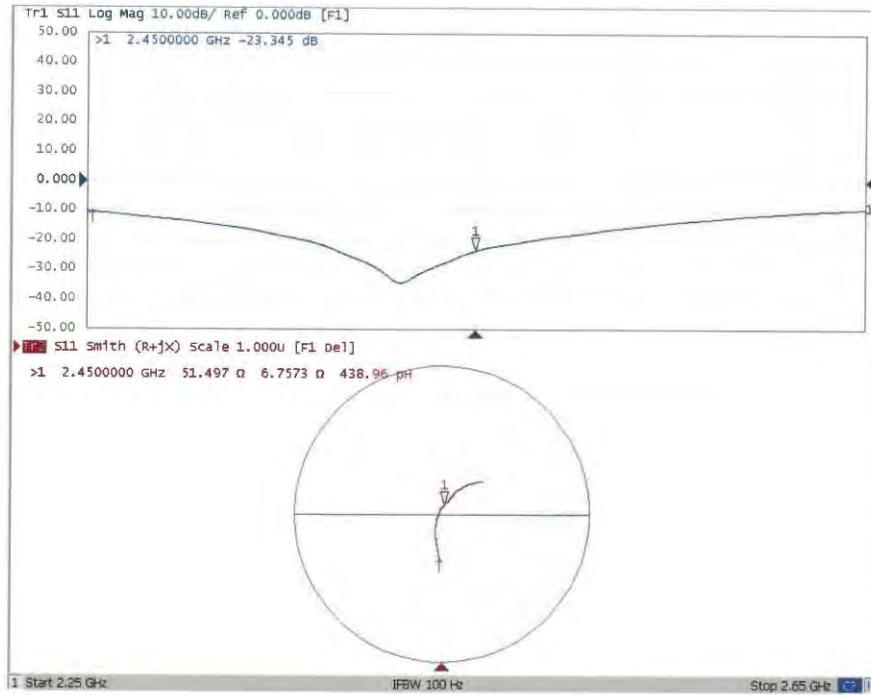 Tr1 S11 Log Mag 10.00dB/ Ref 0.000dB [F1]
50.00
>1 2.4500000 GHz -23.345 dB
40.00
30.00
20.00
10.00
0.000
-10.00
1
-20.00
1
-30.00
-40.00
-50.00
Tr2 S11 Smith (R+jX) Scale 1.000U [F1 Del]
>1 2.4500000 GHz 51.497 Ω 6.7573 Ω 438.96 pH
1
1 Start 2.25 GHz IFBW 100 Hz Stop 2.65 GHz C?